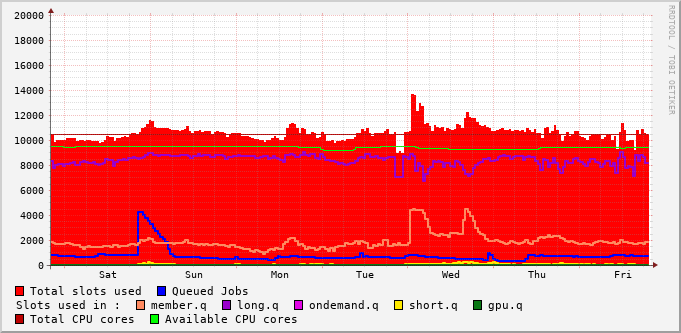 20000
18000
16000
14000
12000
10000
8000
6000
4000
2000
0
Sat Sun Mon Tue Wed Thu Fri
Total slots used Queued Jobs
Slots used in : member.q long.q ondemand.q short.q gpu.q
Total CPU cores Available CPU cores
RRDTOOL / TOBI OETIKER